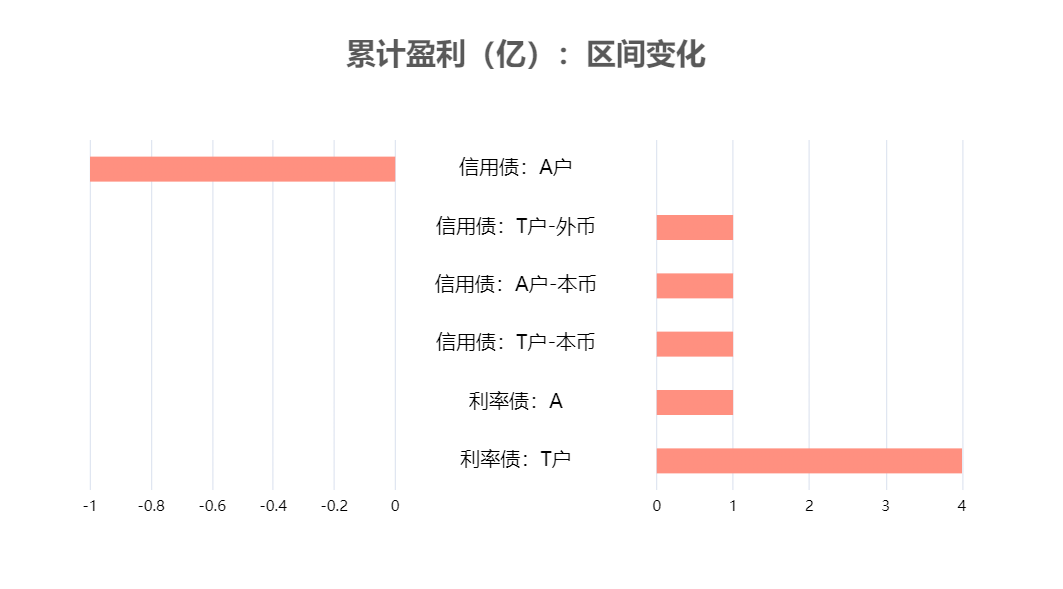 累计盈利（亿）：区间变化
信用债：A户
信用债：T户-外币
信用债：A户-本币
信用债：T户-本币
利率债：A
利率债：T户
-1 -0.8 -0.6 -0.4 -0.2 0 0 1 2 3 4